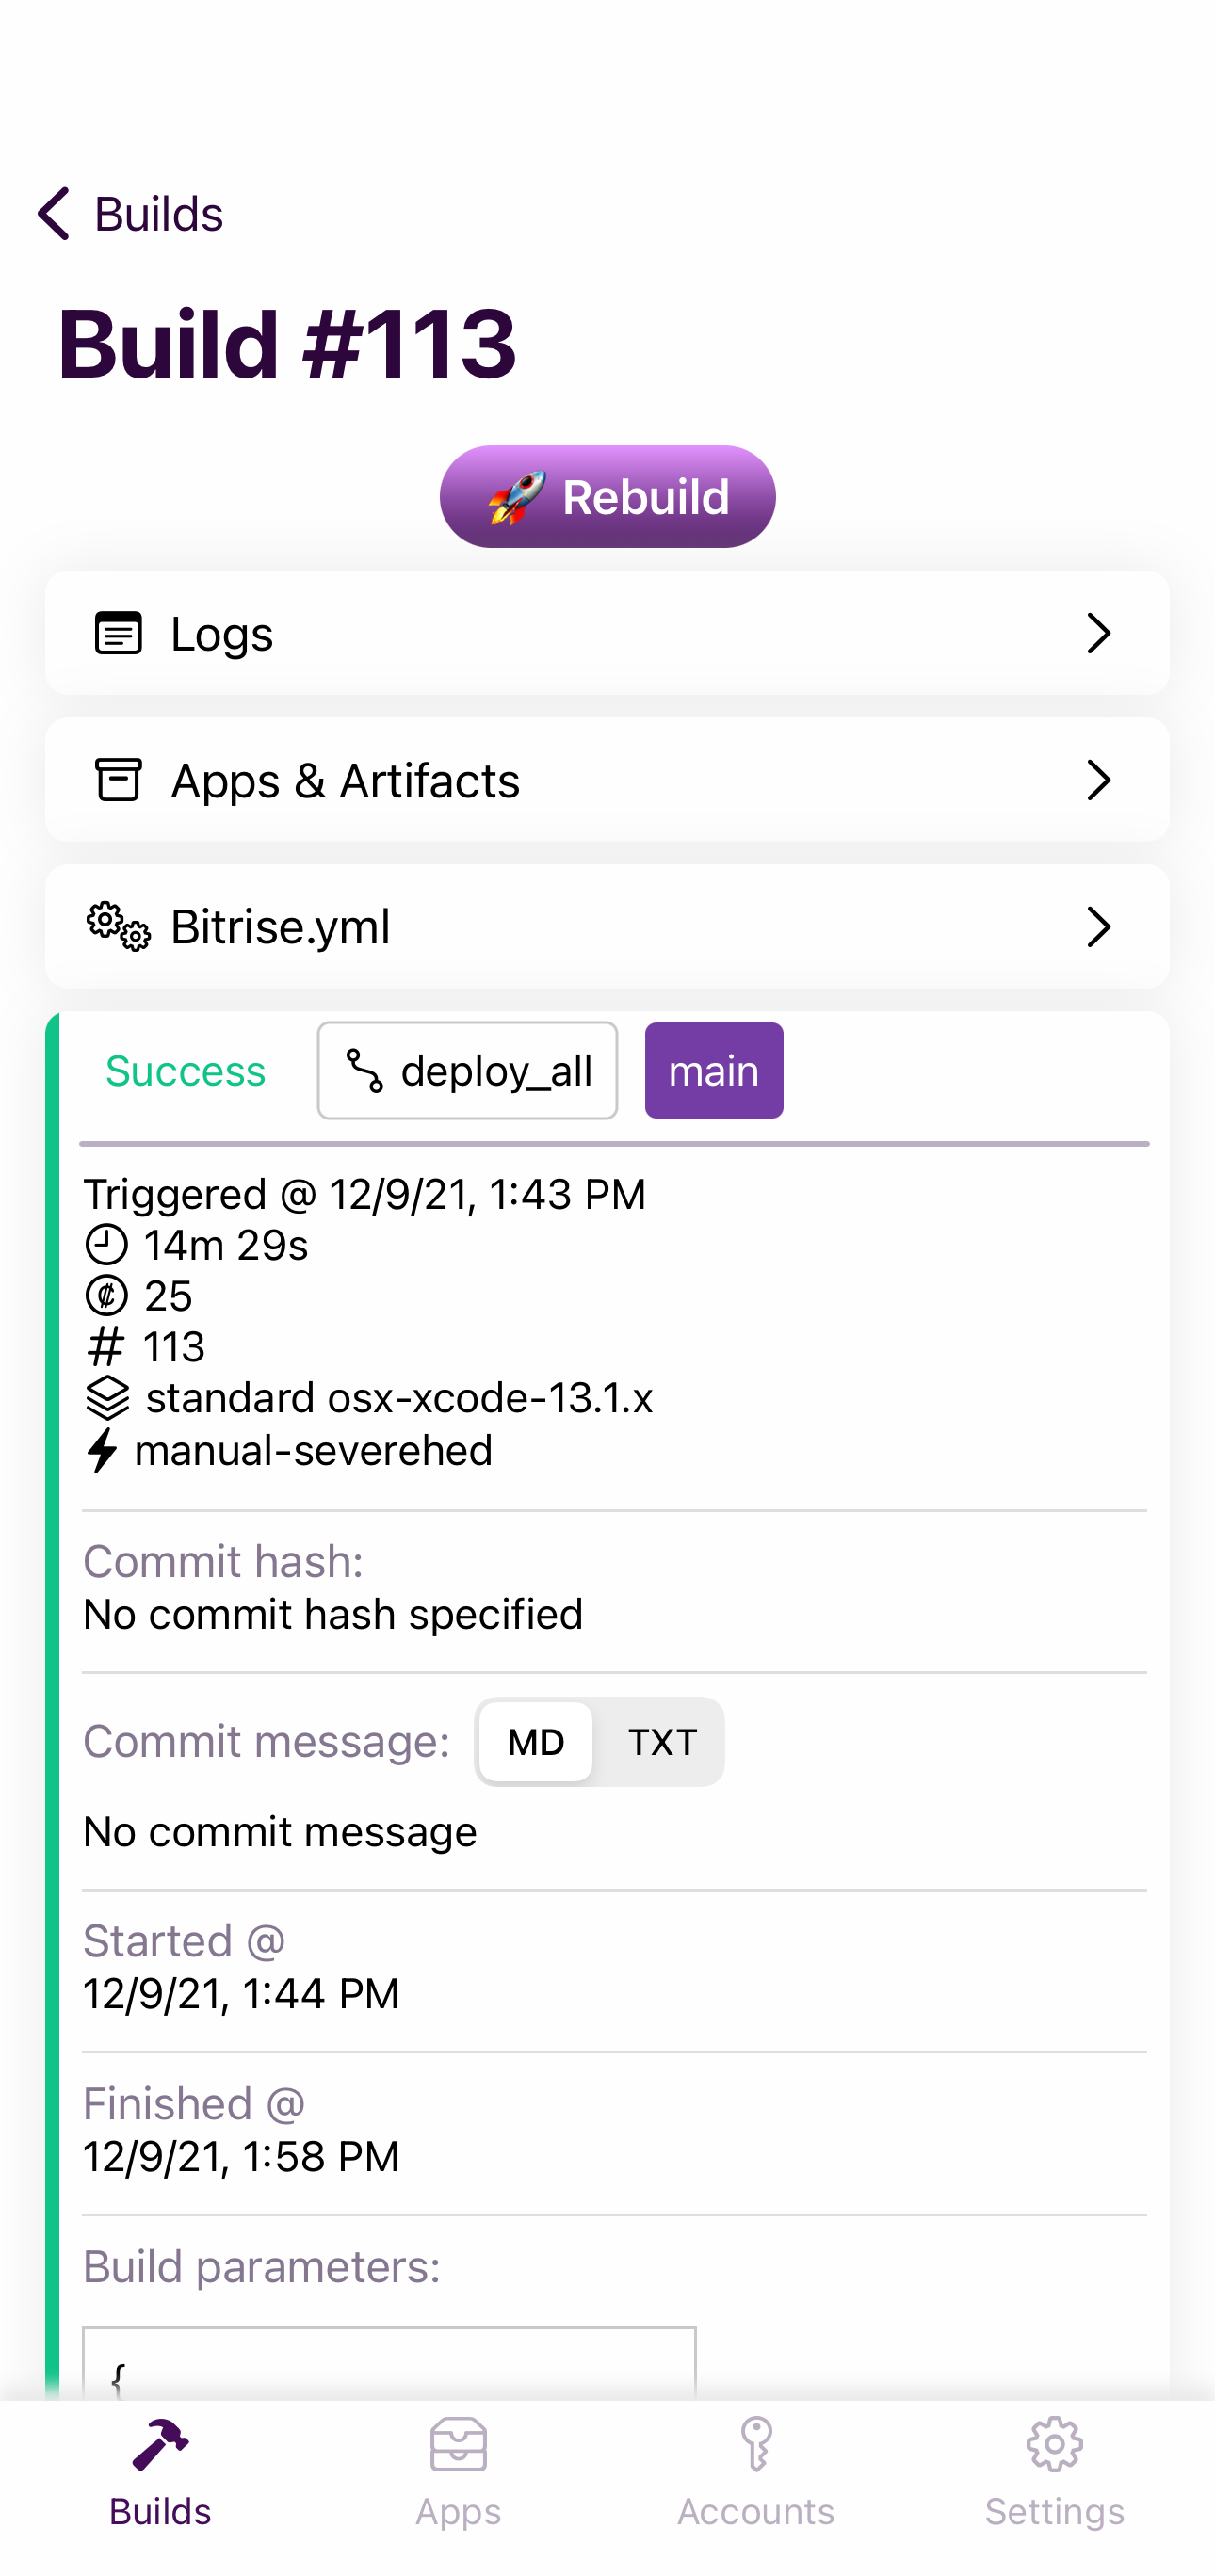 Builds
Build #113
🚀 Rebuild
Logs
Apps & Artifacts
Bitrise.yml
Success deploy_all main
Triggered @ 12/9/21, 1:43 PM
14m 29s
25
# 113
standard osx-xcode-13.1.x
manual-severehed
Commit hash:
No commit hash specified
Commit message: MD TXT
No commit message
Started @
12/9/21, 1:44 PM
Finished @
12/9/21, 1:58 PM
Build parameters:
{
Builds Apps Accounts Settings